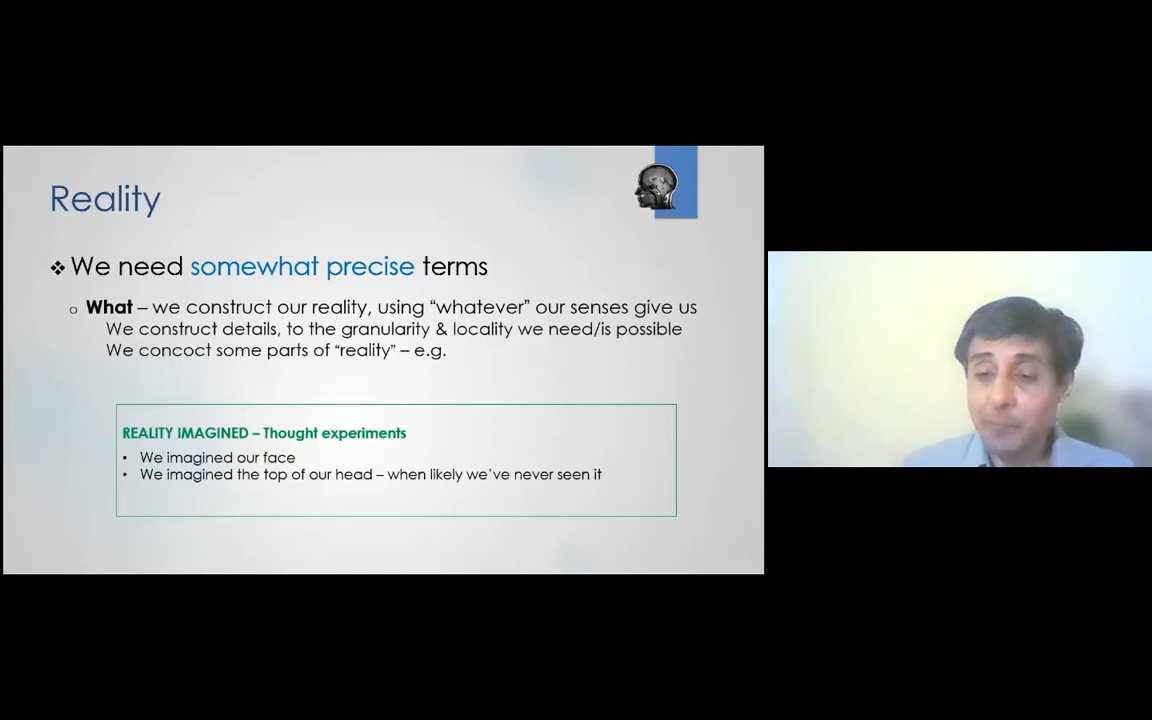 Reality
❖ We need somewhat precise terms
o What – we construct our reality, using “whatever” our senses give us
We construct details, to the granularity & locality we need/is possible
We concoct some parts of “reality” – e.g.
REALITY IMAGINED – Thought experiments
• We imagined our face
• We imagined the top of our head – when likely we’ve never seen it